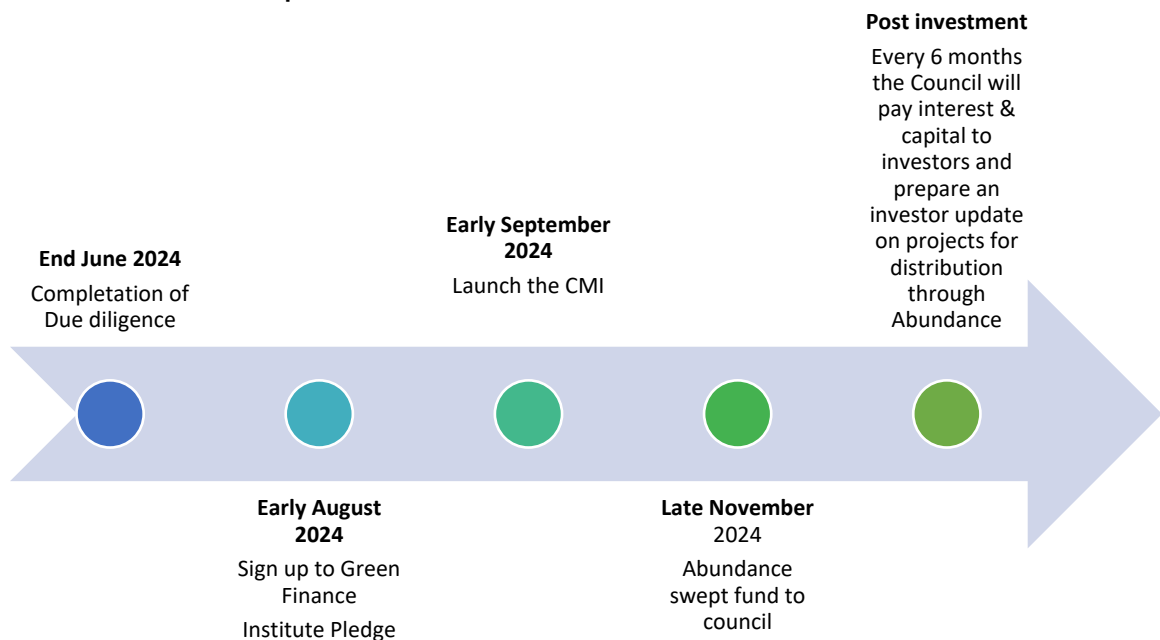 End June 2024
Completation of
Due diligence
Early August
2024
Sign up to Green
Finance
Institute Pledge
Early September
2024
Launch the CMI
Late November
2024
Abundance
swept fund to
council
Post investment
Every 6 months
the Council will
pay interest &
capital to
investors and
prepare an
investor update
on projects for
distribution
through
Abundance